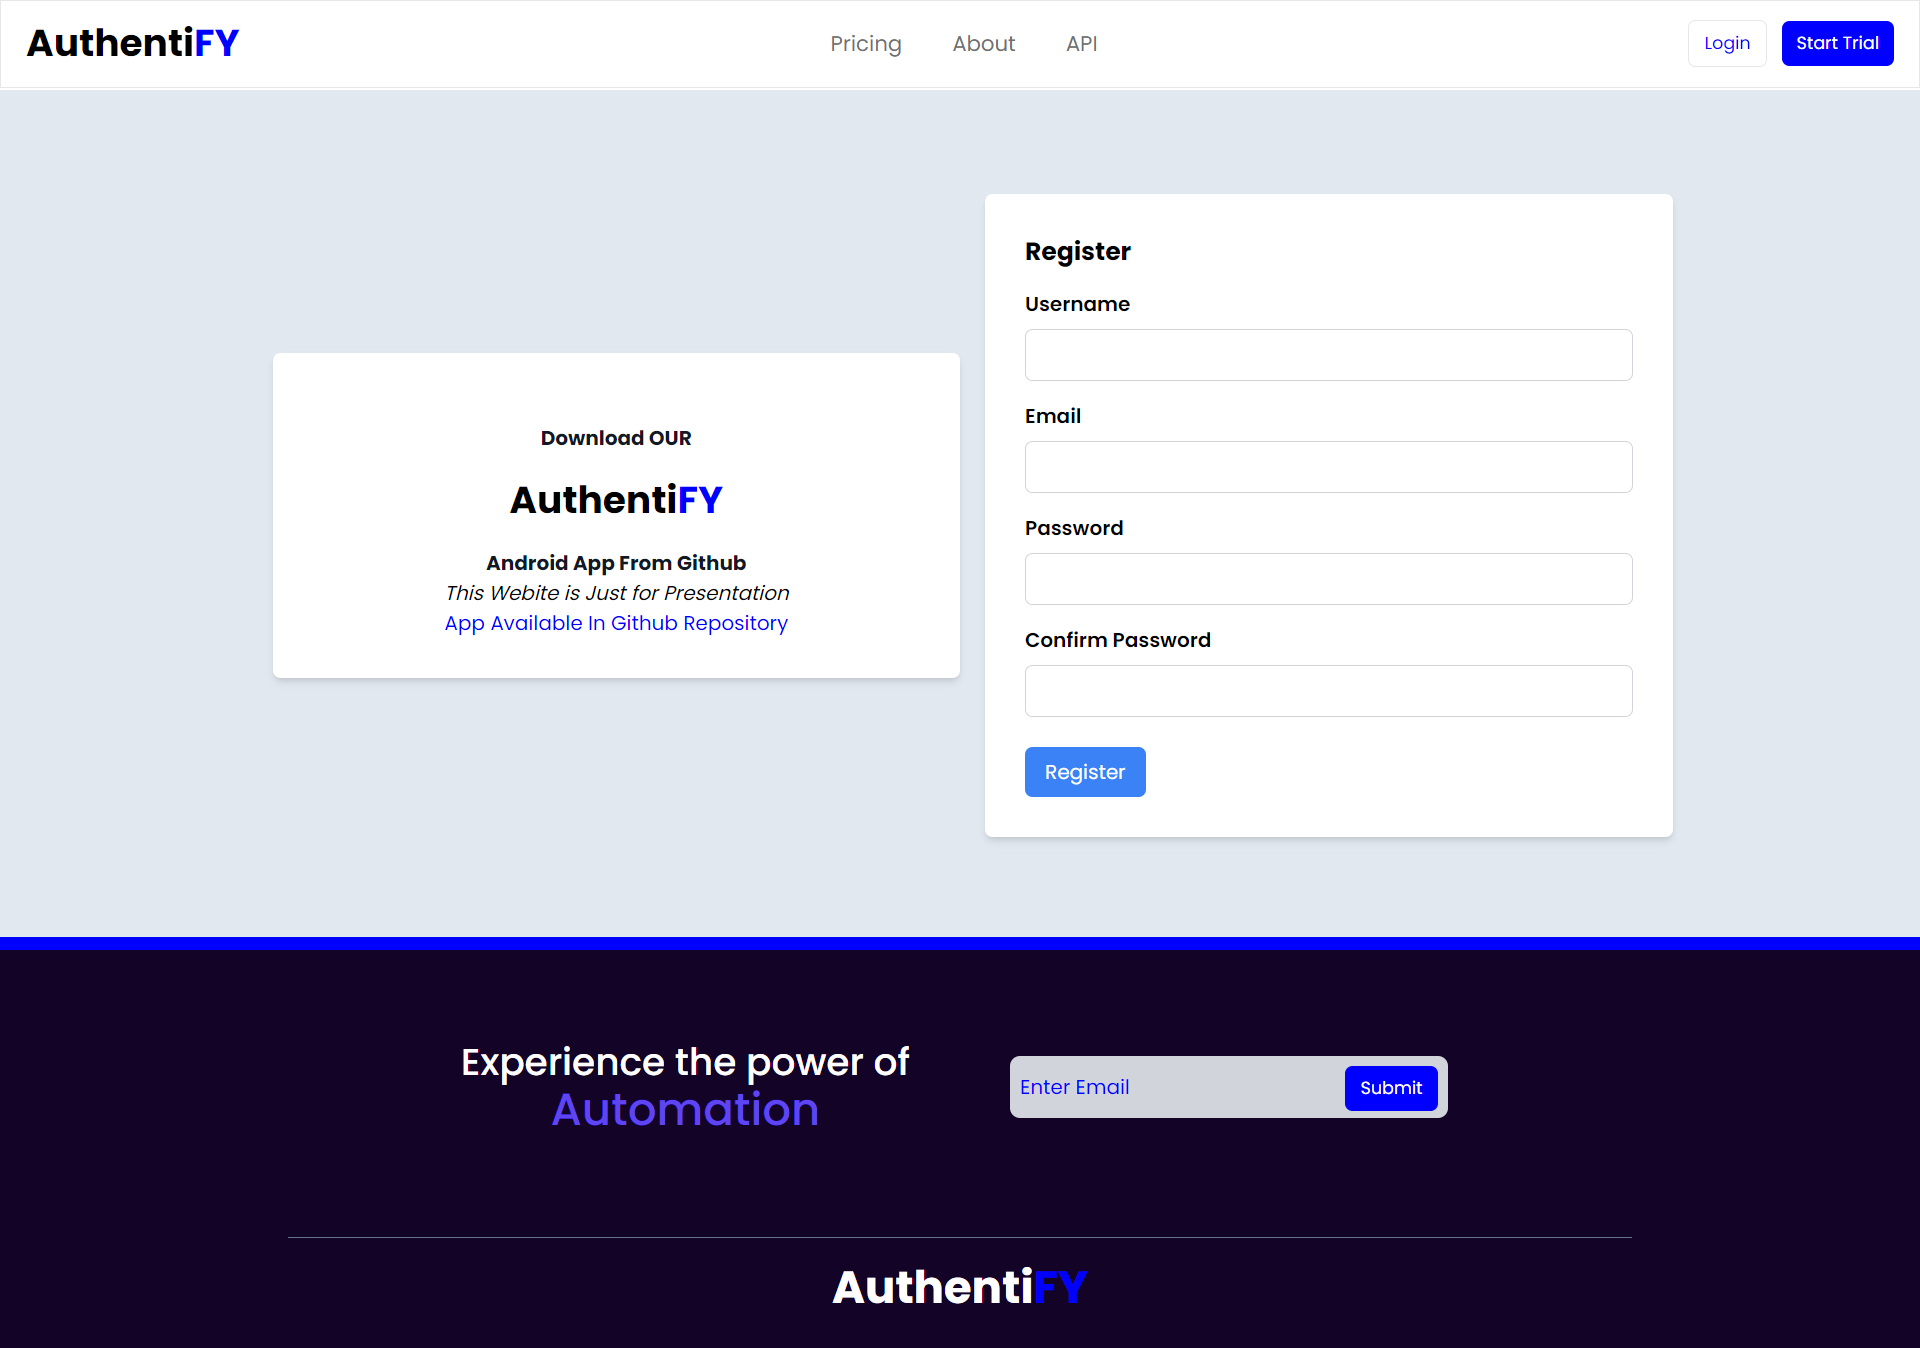 AuthentiFY
Pricing
About
API
Login
Start Trial
Download OUR
AuthentiFY
Android App From Github
This Webite is Just for Presentation
App Available In Github Repository
Register
Username
Email
Password
Confirm Password
Register
Experience the power of
Automation
Enter Email
Submit
AuthentiFY